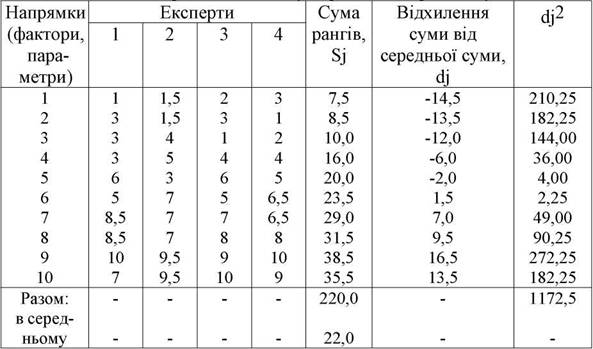 Напрямки Експерти Сума Відхилення dj²
(фактори, 1 2 3 4 рангів, суми від
пара- Sj середньої суми,
метри) dj
1 1 1,5 2 3 7,5 -14,5 210,25
2 3 1,5 3 1 8,5 -13,5 182,25
3 3 4 1 2 10,0 -12,0 144,00
4 3 5 4 4 16,0 -6,0 36,00
5 6 3 6 5 20,0 -2,0 4,00
6 5 7 5 6,5 23,5 1,5 2,25
7 8,5 7 7 6,5 29,0 7,0 49,00
8 8,5 7 8 8 31,5 9,5 90,25
9 10 9,5 9 10 38,5 16,5 272,25
10 7 9,5 10 9 35,5 13,5 182,25
Разом: - - - - 220,0 - 1172,5
в серед-
ньому - - - - 22,0 - -